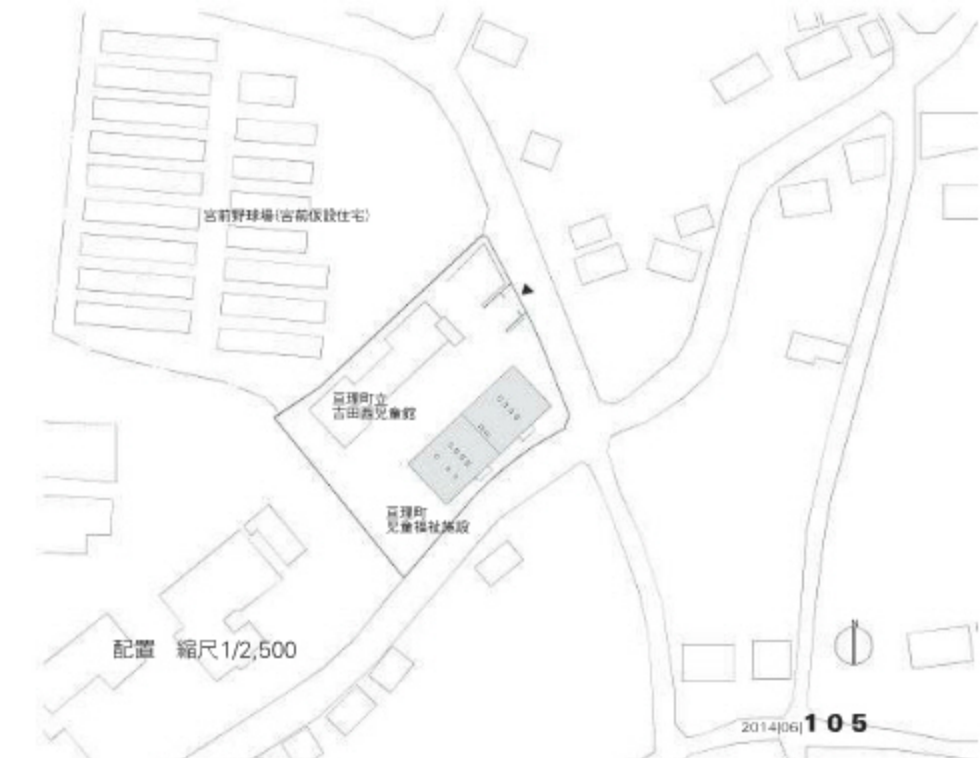 宮前野球場(宮前仮設住宅)
亘理町立
吉田西児童館
亘理町
児童福祉施設
配置 縮尺1/2,500
N
2014|06|105